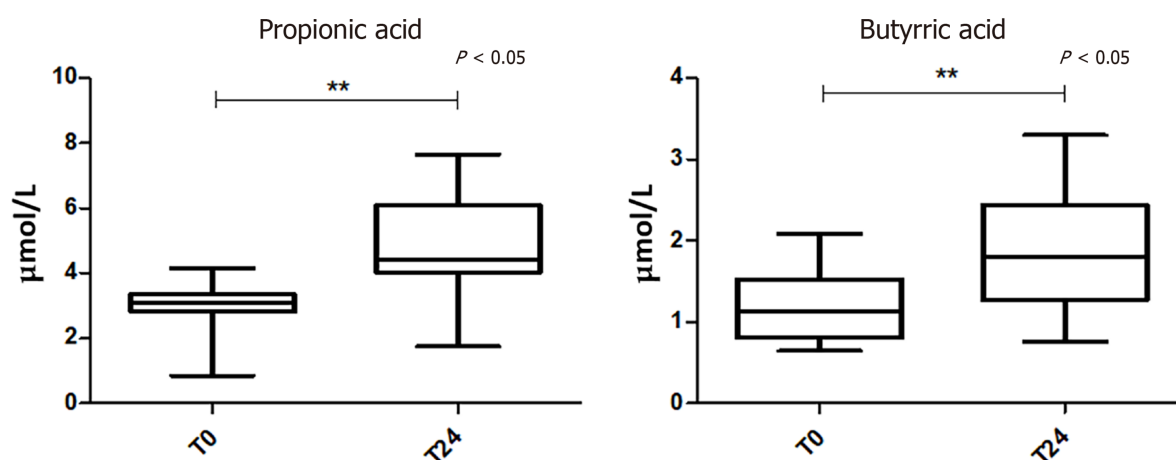 Propionic acid
P < 0.05
**
10
8
6
4
2
0
µmol/L
T0
T24
Butyrric acid
P < 0.05
**
4
3
2
1
0
µmol/L
T0
T24